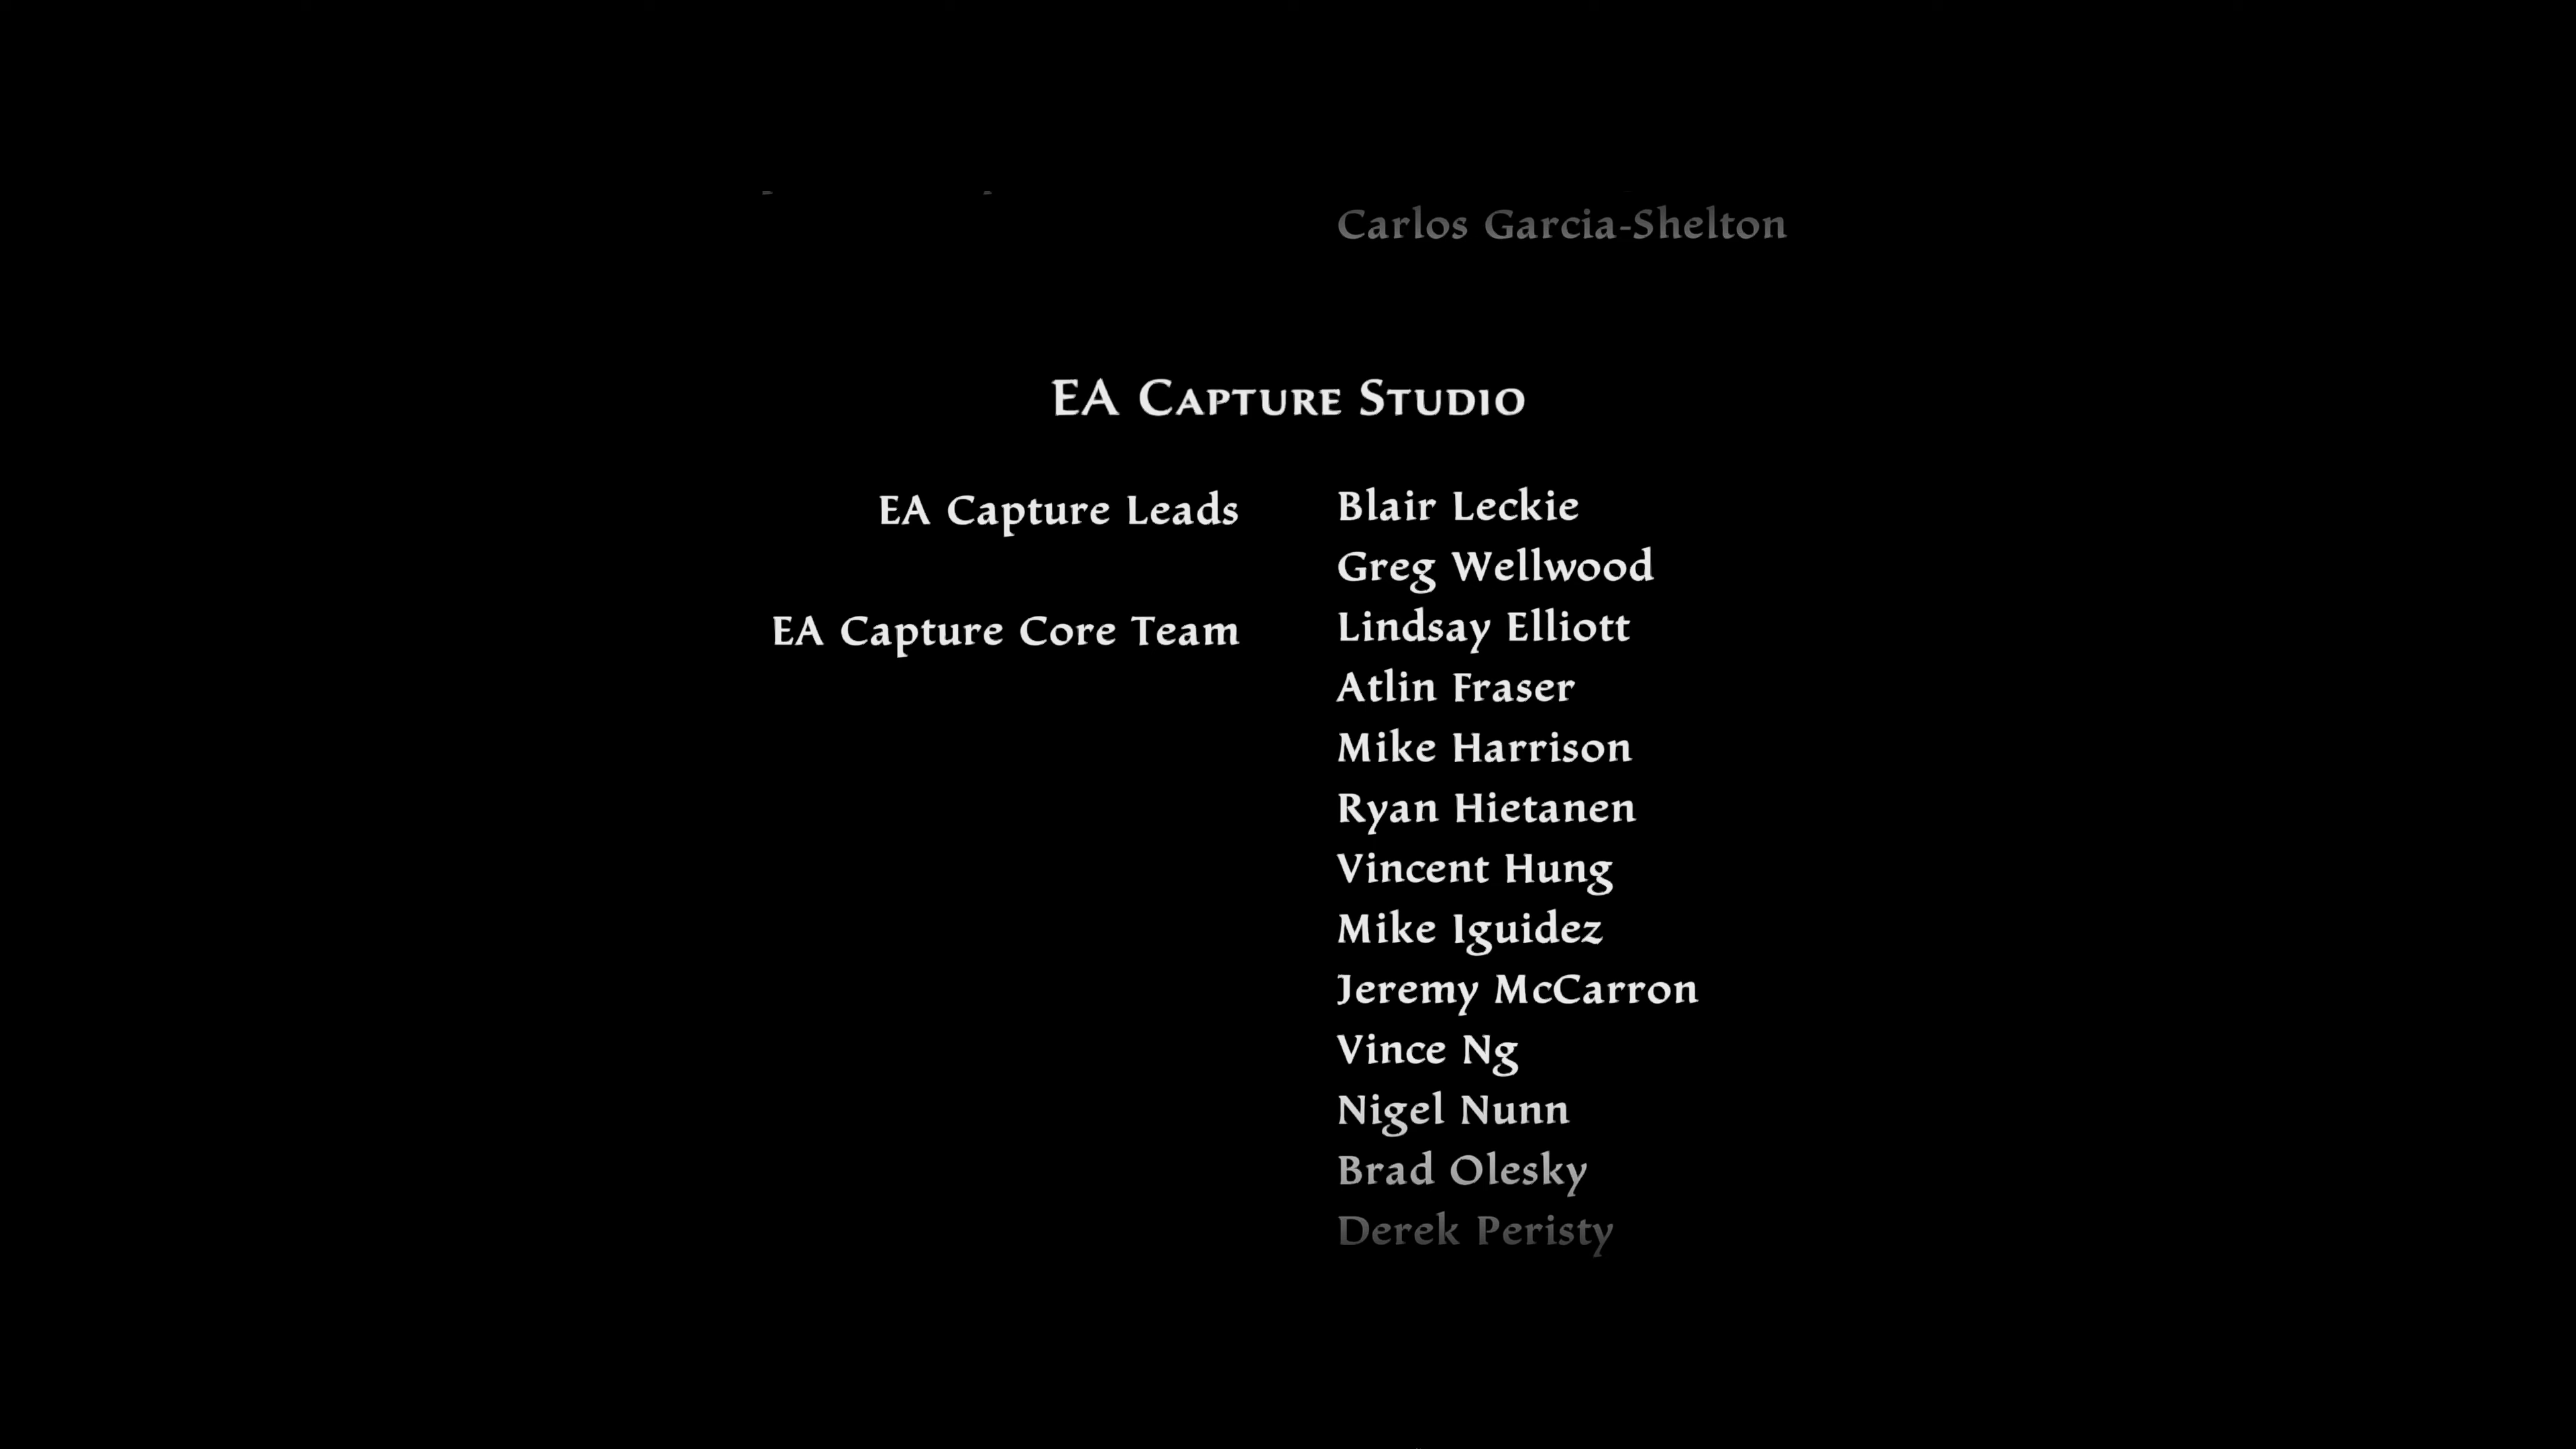 Carlos Garcia-Shelton
EA Capture Studio
EA Capture Leads Blair Leckie
Greg Wellwood
EA Capture Core Team Lindsay Elliott
Atlin Fraser
Mike Harrison
Ryan Hietanen
Vincent Hung
Mike Iguidez
Jeremy McCarron
Vince Ng
Nigel Nunn
Brad Olesky
Derek Peristy